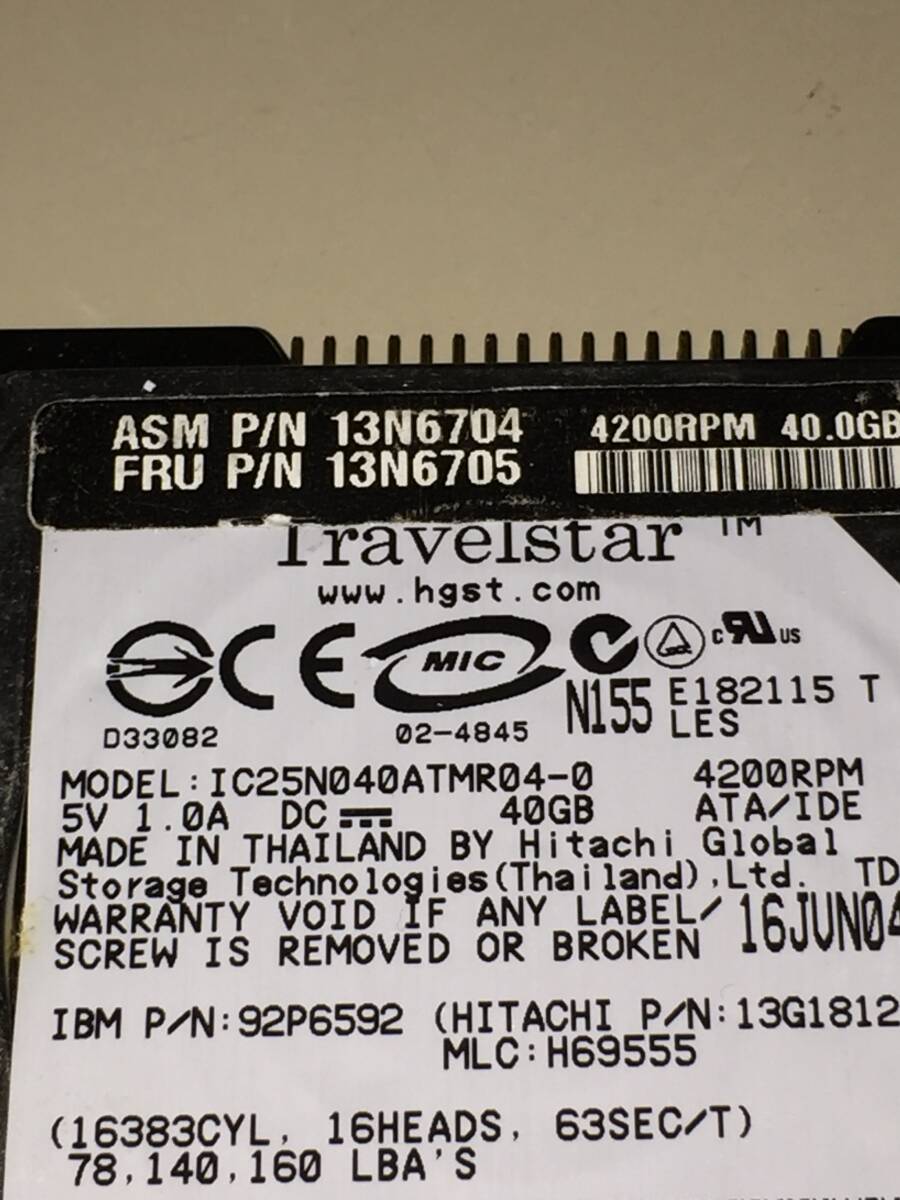 ASM P/N 13N6704 4200RPM 40.0GB
FRU P/N 13N6705
Travelstar ™
www.hgst.com
CE MIC c UR US
D33082 02-4845 N155 E182115 T
LES
MODEL:IC25N040ATMR04-0 4200RPM
5V 1.0A DC 40GB ATA/IDE
MADE IN THAILAND BY Hitachi Global
Storage Technologies(Thailand),Ltd. TD
WARRANTY VOID IF ANY LABEL/ 16JUN04
SCREW IS REMOVED OR BROKEN
IBM P/N:92P6592 (HITACHI P/N:13G1812
MLC:H69555
(16383CYL, 16HEADS, 63SEC/T)
78,140,160 LBA'S